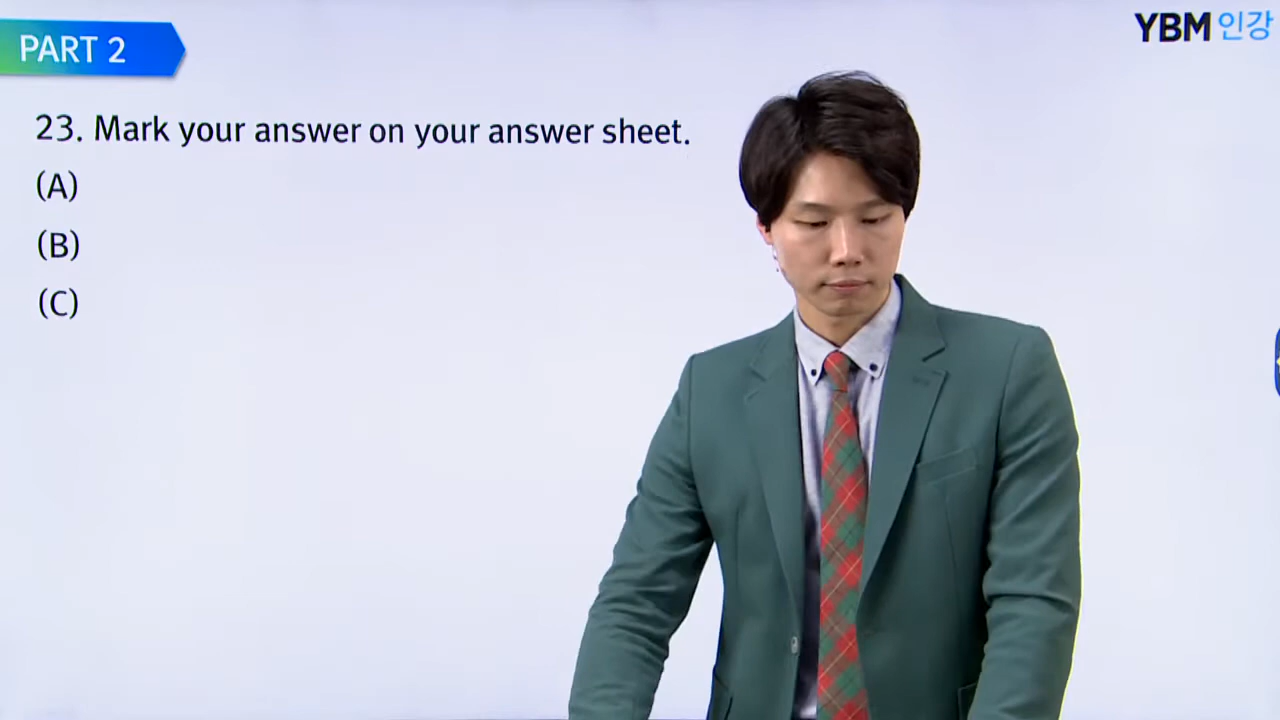 PART 2
YBM 인강
23. Mark your answer on your answer sheet.
(A)
(B)
(C)